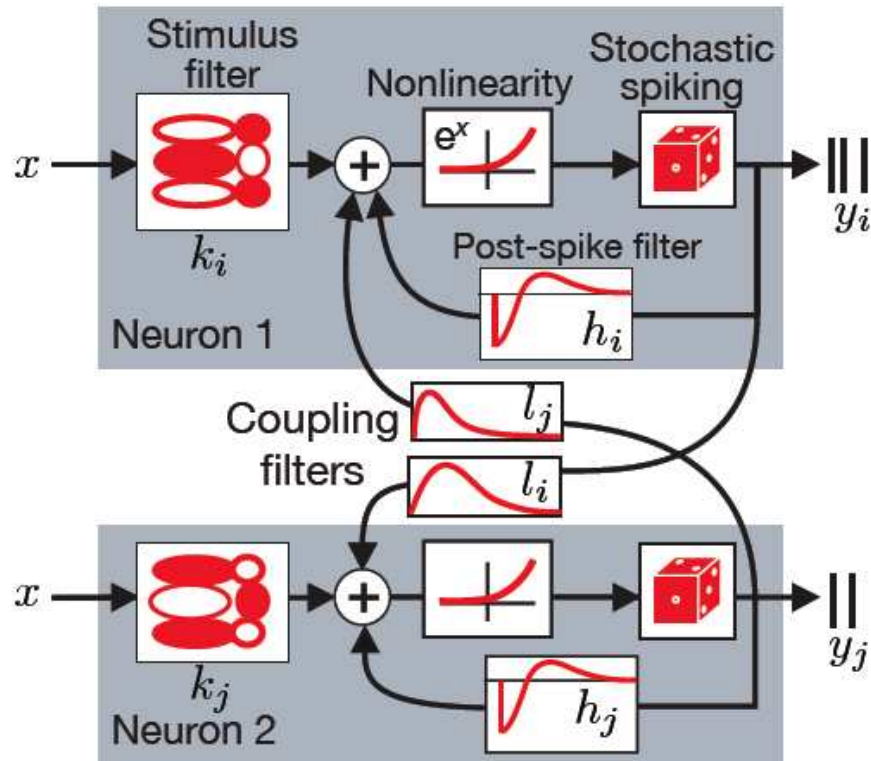 Stimulus
filter
Nonlinearity
Stochastic
spiking
x
e^x
k_i
y_i
Post-spike filter
h_i
Neuron 1
Coupling
filters
l_j
l_i
x
k_j
y_j
h_j
Neuron 2